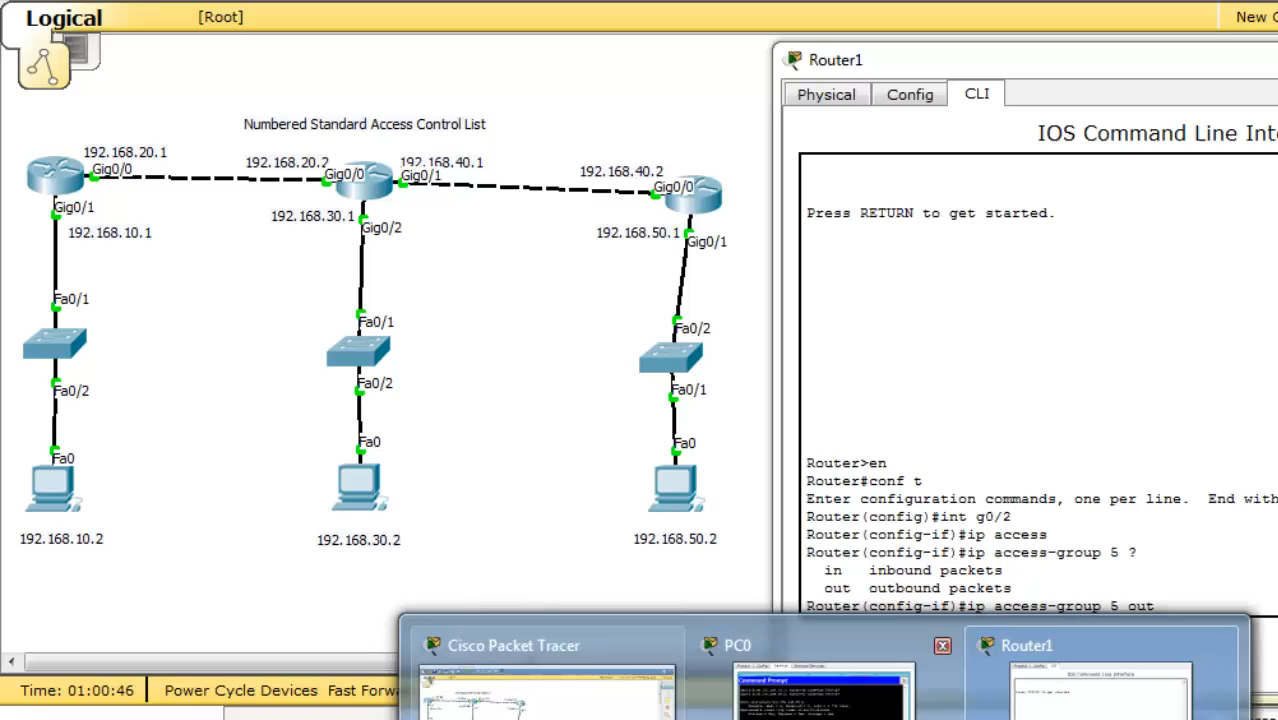 Logical
[Root]
New C
Router1
Physical
Config
CLI
IOS Command Line Inte
Numbered Standard Access Control List
192.168.20.1
192.168.20.2
192.168.40.1
192.168.40.2
Gig0/0
Gig0/0
Gig0/1
Gig0/0
Gig0/1
192.168.10.1
192.168.30.1
Gig0/2
192.168.50.1
Gig0/1
Fa0/1
Fa0/1
Fa0/2
Fa0/2
Fa0/2
Fa0/1
Fa0
Fa0
Fa0
192.168.10.2
192.168.30.2
192.168.50.2
Press RETURN to get started.
Router>en
Router#conf t
Enter configuration commands, one per line.  End with
Router(config)#int g0/2
Router(config-if)#ip access
Router(config-if)#ip access-group 5 ?
in   inbound packets
out  outbound packets
Router(config-if)#ip access-group 5 out
Cisco Packet Tracer
PC0
Router1
Time: 01:00:46
Power Cycle Devices
Fast Forw
Command Prompt